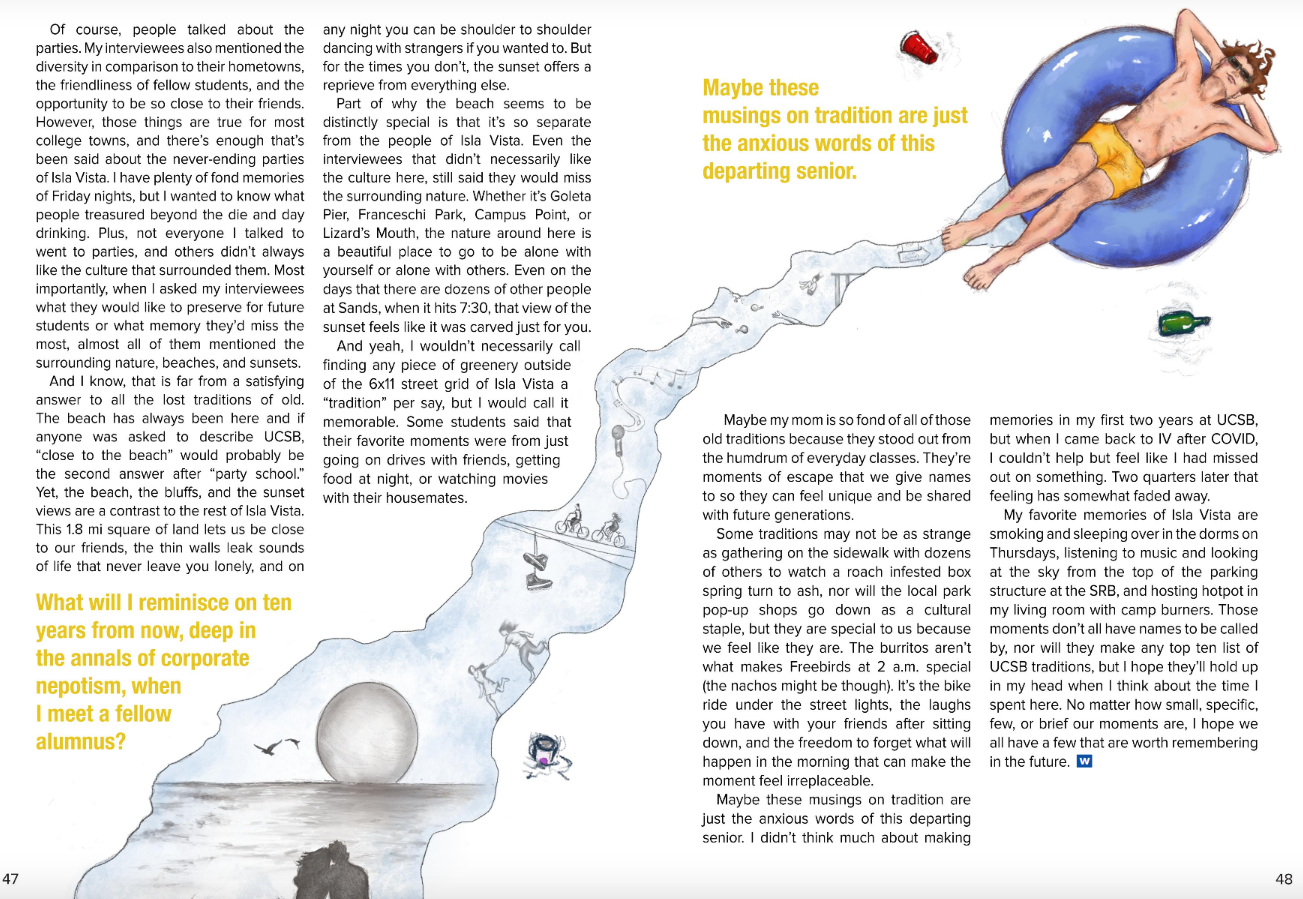 Of course, people talked about the
parties. My interviewees also mentioned the
diversity in comparison to their hometowns,
the friendliness of fellow students, and the
opportunity to be so close to their friends.
However, those things are true for most
college towns, and there's enough that's
been said about the never-ending parties
of Isla Vista. I have plenty of fond memories
of Friday nights, but I wanted to know what
people treasured beyond the die and day
drinking. Plus, not everyone I talked to
went to parties, and others didn't always
like the culture that surrounded them. Most
importantly, when I asked my interviewees
what they would like to preserve for future
students or what memory they'd miss the
most, almost all of them mentioned the
surrounding nature, beaches, and sunsets.
And I know, that is far from a satisfying
answer to all the lost traditions of old.
The beach has always been here and if
anyone was asked to describe UCSB,
"close to the beach" would probably be
the second answer after "party school."
Yet, the beach, the bluffs, and the sunset
views are a contrast to the rest of Isla Vista.
This 1.8 mi square of land lets us be close
to our friends, the thin walls leak sounds
of life that never leave you lonely, and on
any night you can be shoulder to shoulder
dancing with strangers if you wanted to. But
for the times you don't, the sunset offers a
reprieve from everything else.
Part of why the beach seems to be
distinctly special is that it's so separate
from the people of Isla Vista. Even the
interviewees that didn't necessarily like
the culture here, still said they would miss
the surrounding nature. Whether it's Goleta
Pier, Franceschi Park, Campus Point, or
Lizard's Mouth, the nature around here is
a beautiful place to go to be alone with
yourself or alone with others. Even on the
days that there are dozens of other people
at Sands, when it hits 7:30, that view of the
sunset feels like it was carved just for you.
And yeah, I wouldn't necessarily call
finding any piece of greenery outside
of the 6x11 street grid of Isla Vista a
"tradition" per say, but I would call it
memorable. Some students said that
their favorite moments were from just
going on drives with friends, getting
food at night, or watching movies
with their housemates.
What will I reminisce on ten
years from now, deep in
the annals of corporate
nepotism, when
I meet a fellow
alumnus?
47
Maybe these
musings on tradition are just
the anxious words of this
departing senior.
Maybe my mom is so fond of all of those
old traditions because they stood out from
the humdrum of everyday classes. They're
moments of escape that we give names
to so they can feel unique and be shared
with future generations.
Some traditions may not be as strange
as gathering on the sidewalk with dozens
of others to watch a roach infested box
spring turn to ash, nor will the local park
pop-up shops go down as a cultural
staple, but they are special to us because
we feel like they are. The burritos aren't
what makes Freebirds at 2 a.m. special
(the nachos might be though). It's the bike
ride under the street lights, the laughs
you have with your friends after sitting
down, and the freedom to forget what will
happen in the morning that can make the
moment feel irreplaceable.
Maybe these musings on tradition are
just the anxious words of this departing
senior. I didn't think much about making
memories in my first two years at UCSB,
but when I came back to IV after COVID,
I couldn't help but feel like I had missed
out on something. Two quarters later that
feeling has somewhat faded away.
My favorite memories of Isla Vista are
smoking and sleeping over in the dorms on
Thursdays, listening to music and looking
at the sky from the top of the parking
structure at the SRB, and hosting hotpot in
my living room with camp burners. Those
moments don't all have names to be called
by, nor will they make any top ten list of
UCSB traditions, but I hope they'll hold up
in my head when I think about the time I
spent here. No matter how small, specific,
few, or brief our moments are, I hope we
all have a few that are worth remembering
in the future. W
48